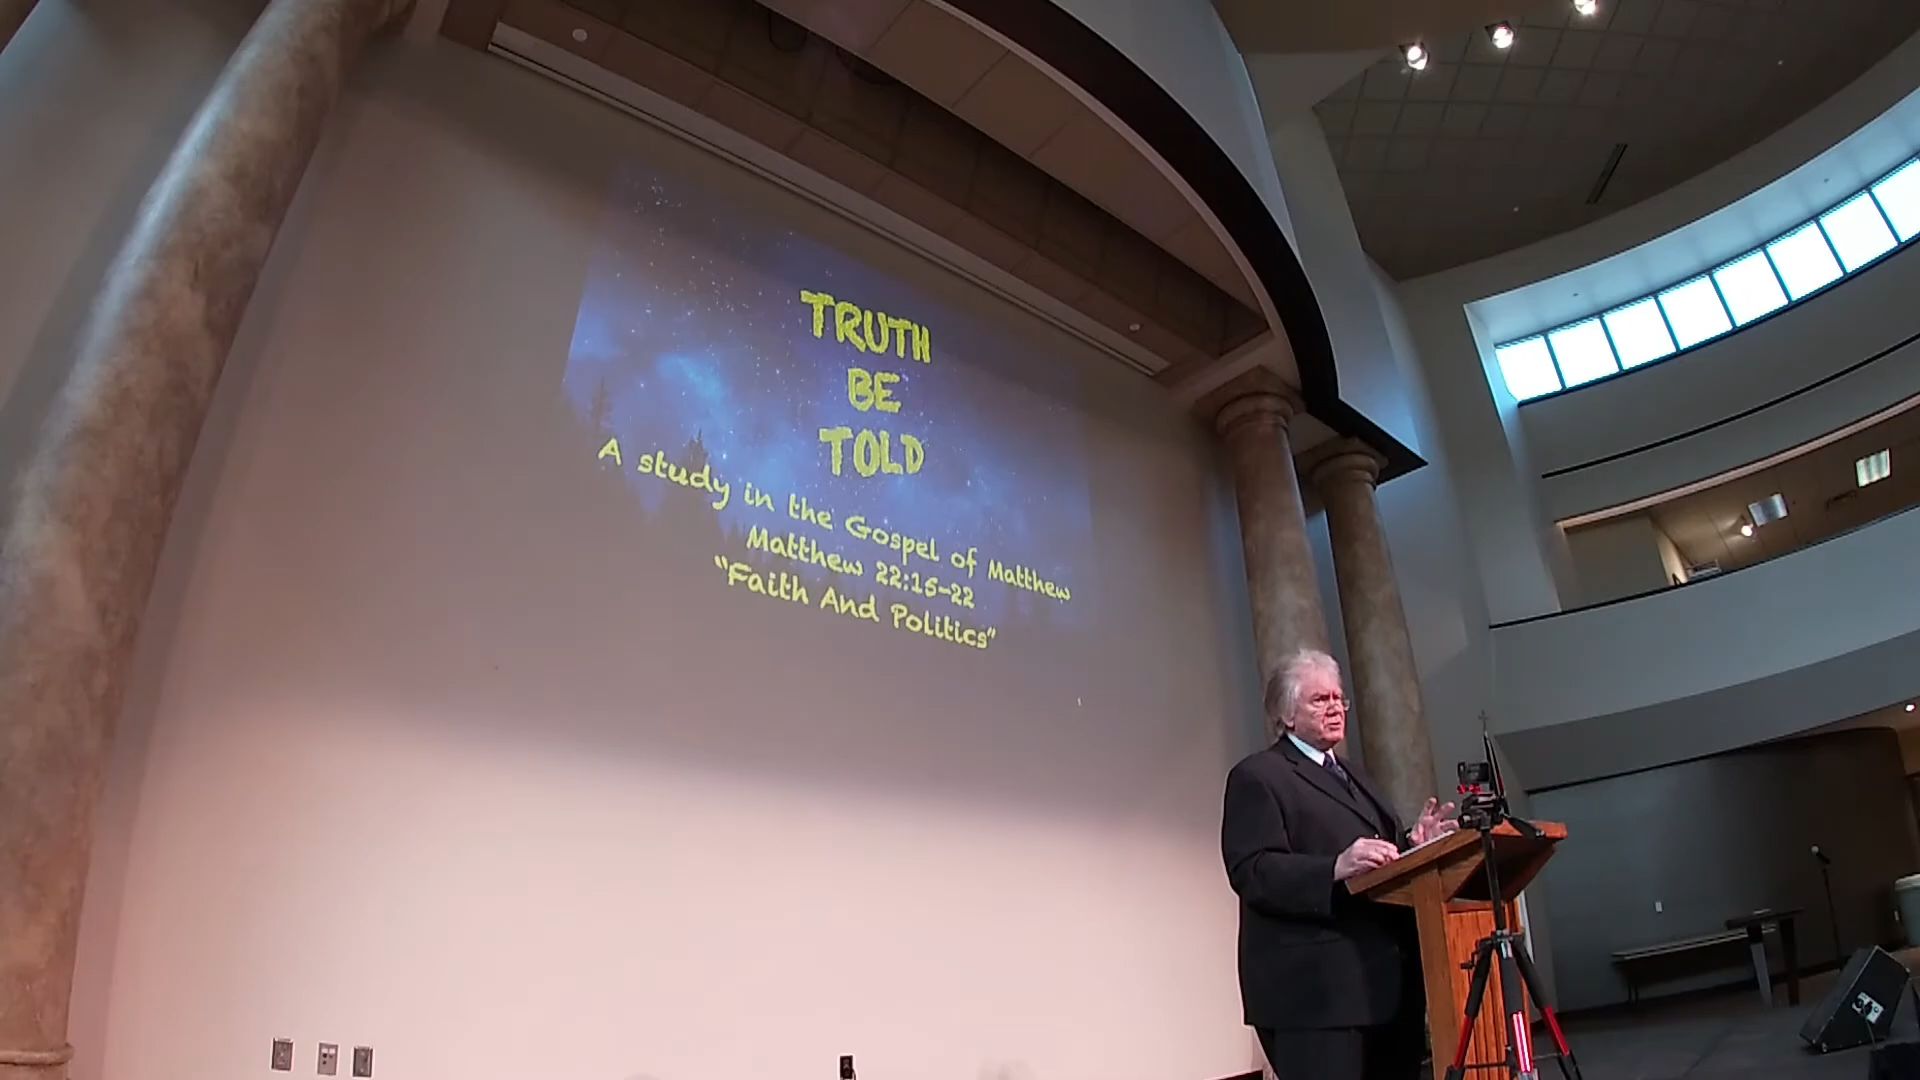 TRUTH
BE
TOLD
A study in the Gospel of Matthew
Matthew 22:15-22
"Faith And Politics"